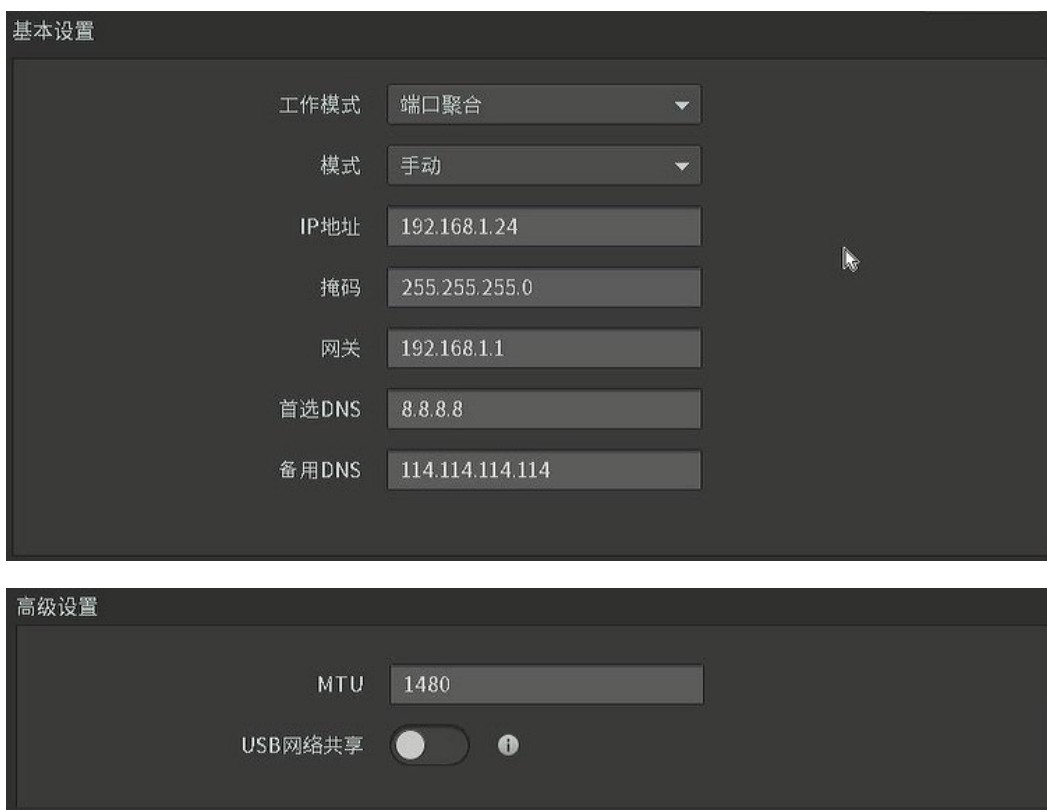 基本设置
工作模式 端口聚合
模式 手动
IP地址 192.168.1.24
掩码 255.255.255.0
网关 192.168.1.1
首选DNS 8.8.8.8
备用DNS 114.114.114.114
高级设置
MTU 1480
USB网络共享